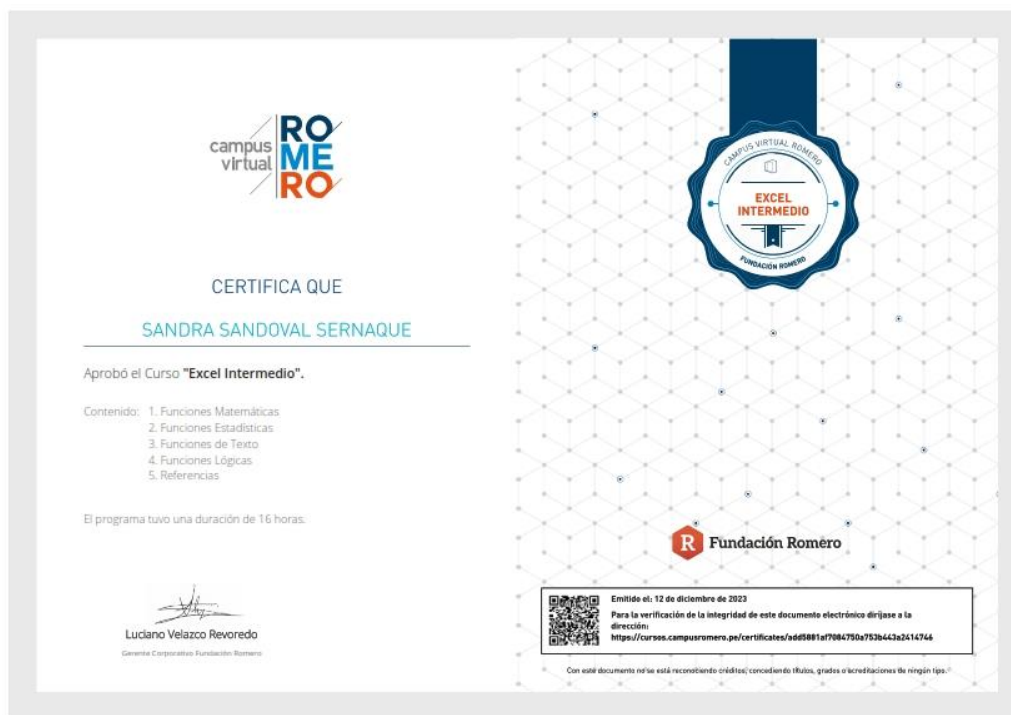 campus
virtual
RO
ME
RO
CERTIFICA QUE
SANDRA SANDOVAL SERNAQUE
Aprobó el Curso "Excel Intermedio".
Contenido: 1. Funciones Matemáticas
2. Funciones Estadísticas
3. Funciones de Texto
4. Funciones Lógicas
5. Referencias
El programa tuvo una duración de 16 horas.
Luciano Velazco Revoredo
Gerente Corporativo Fundación Romero
CAMPUS VIRTUAL ROMERO
EXCEL
INTERMEDIO
FUNDACIÓN ROMERO
R Fundación Romero
Emitido el: 12 de diciembre de 2023
Para la verificación de la integridad de este documento electrónico diríjase a la
dirección:
https://cursos.campusromero.pe/certificates/add5881af7084750a753b443a2414746
Con este documento no se está reconociendo créditos, concediendo títulos, grados o acreditaciones de ningún tipo.